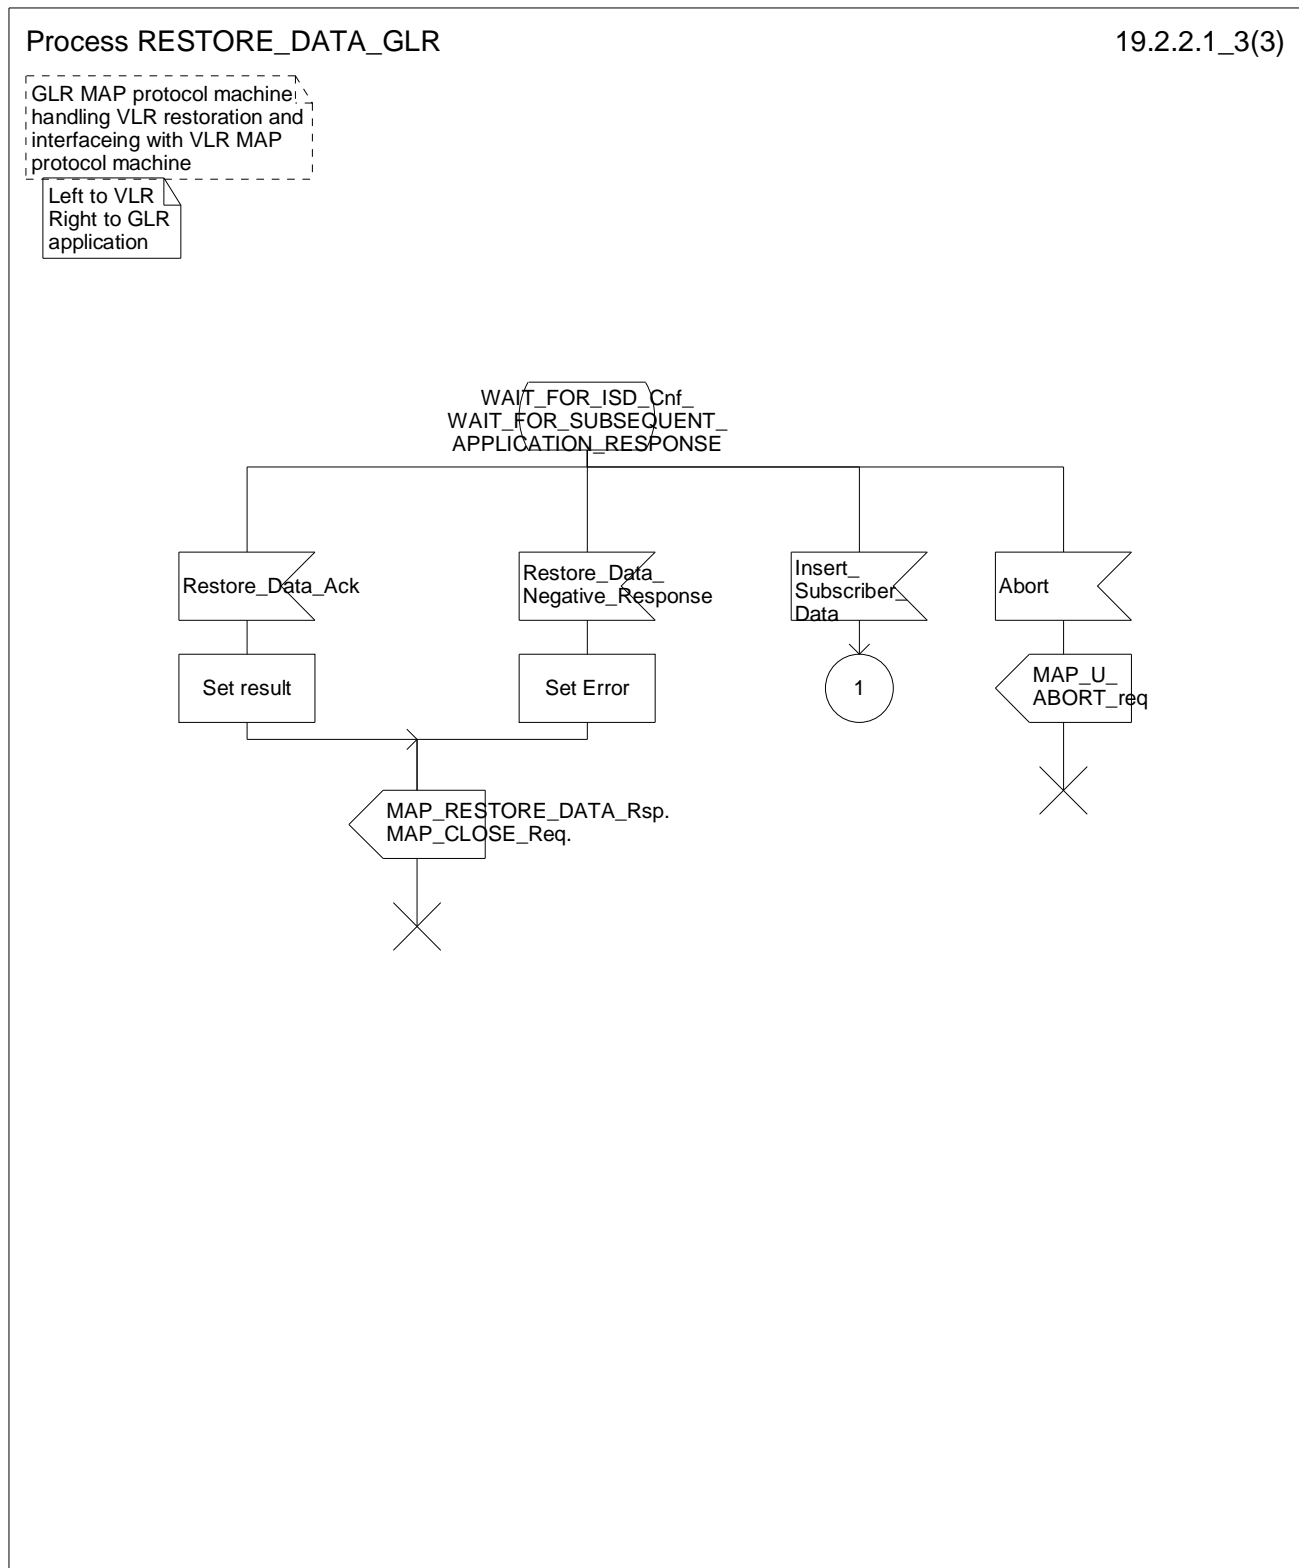 Process RESTORE_DATA_GLR
19.2.2.1_3(3)
GLR MAP protocol machine
handling VLR restoration and
interfaceing with VLR MAP
protocol machine
Left to VLR
Right to GLR
application
WAIT_FOR_ISD_Cnf_
WAIT_FOR_SUBSEQUENT_
APPLICATION_RESPONSE
Restore_Data_Ack
Restore_Data_
Negative_Response
Insert_
Subscriber_
Data
Abort
Set result
Set Error
1
MAP_U_
ABORT_req
MAP_RESTORE_DATA_Rsp.
MAP_CLOSE_Req.